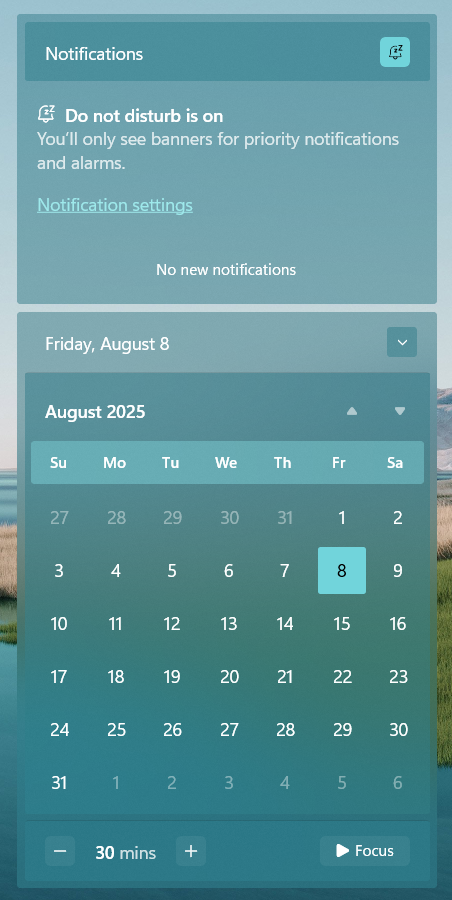 Notifications
Do not disturb is on
You'll only see banners for priority notifications
and alarms.
Notification settings
No new notifications
Friday, August 8
August 2025
Su Mo Tu We Th Fr Sa
27 28 29 30 31 1 2
3 4 5 6 7 8 9
10 11 12 13 14 15 16
17 18 19 20 21 22 23
24 25 26 27 28 29 30
31 1 2 3 4 5 6
30 mins Focus